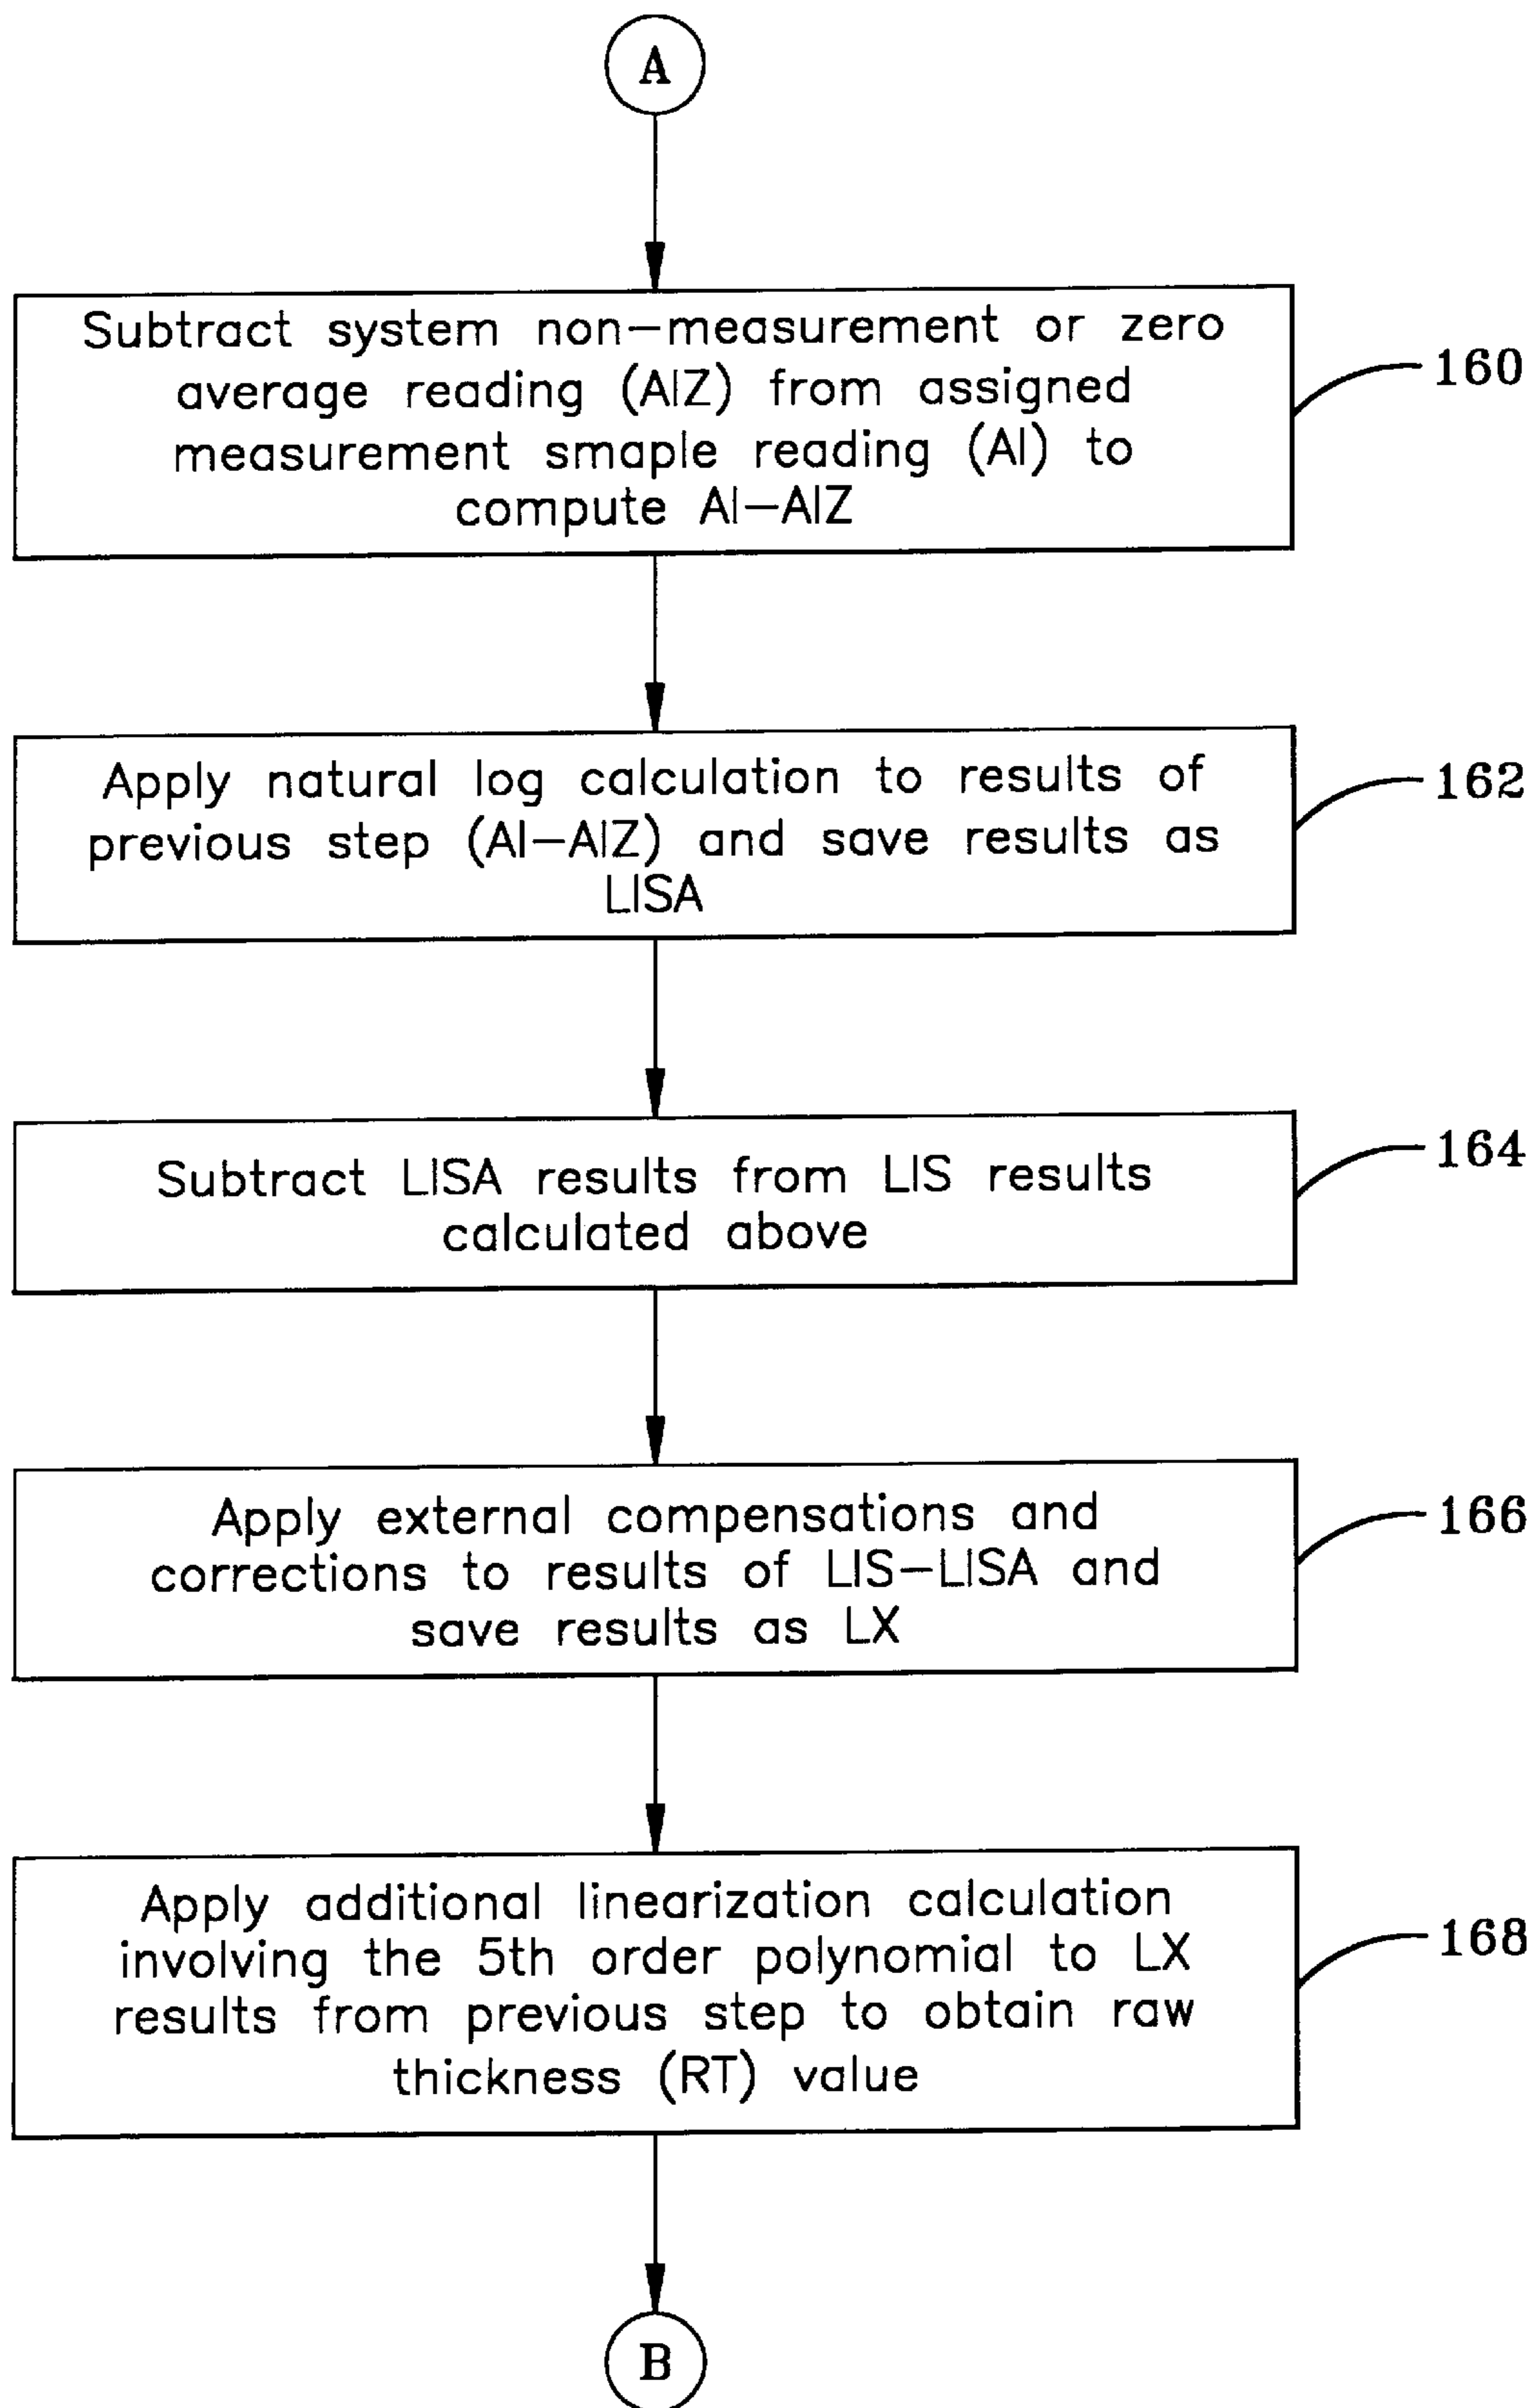 A
Subtract system non-measurement or zero
average reading (AIZ) from assigned
measurement smaple reading (AI) to
compute AI-AIZ
160
Apply natural log calculation to results of
previous step (AI-AIZ) and save results as
LISA
162
Subtract LISA results from LIS results
calculated above
164
Apply external compensations and
corrections to results of LIS-LISA and
save results as LX
166
Apply additional linearization calculation
involving the 5th order polynomial to LX
results from previous step to obtain raw
thickness (RT) value
168
B